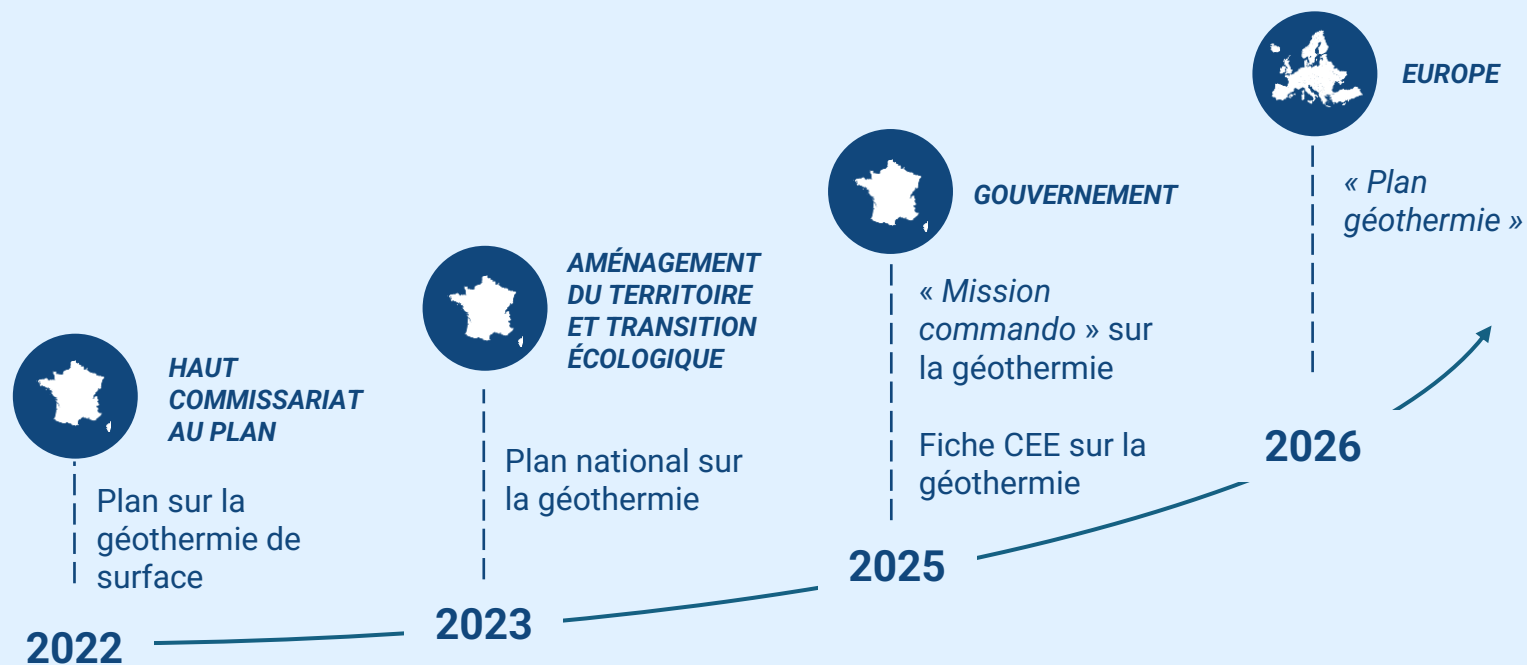 HAUT
COMMISSARIAT
AU PLAN
Plan sur la
géothermie de
surface
2022
AMÉNAGEMENT
DU TERRITOIRE
ET TRANSITION
ÉCOLOGIQUE
Plan national sur
la géothermie
2023
GOUVERNEMENT
« Mission
commando » sur
la géothermie
Fiche CEE sur la
géothermie
2025
EUROPE
« Plan
géothermie »
2026